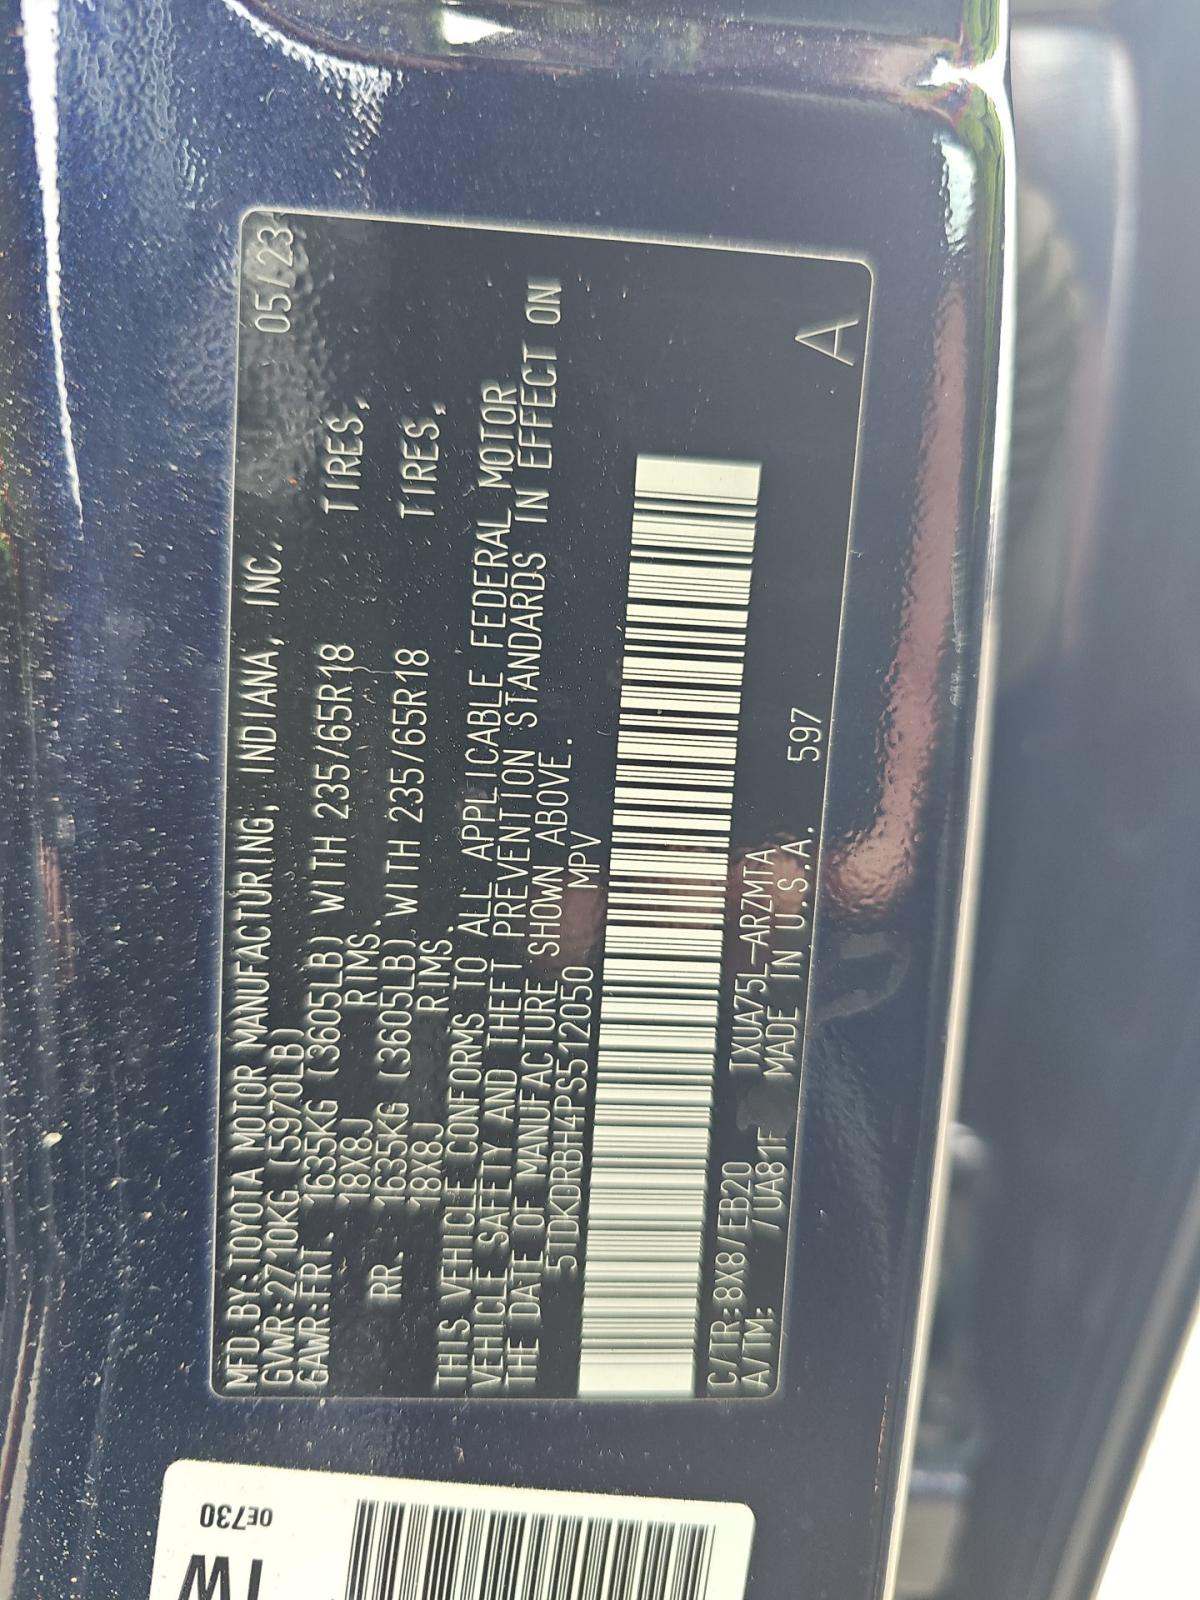 MFD.BY:TOYOTA MOTOR MANUFACTURING, INDIANA, INC. 05/23
GVWR:2710KG (5970LB)
GAWR:FRT. 1635KG (3605LB) WITH 235/65R18 TIRES,
18X8J RIMS.
RR. 1635KG (3605LB) WITH 235/65R18 TIRES,
18X8J RIMS.
THIS VEHICLE CONFORMS TO ALL APPLICABLE FEDERAL MOTOR
VEHICLE SAFETY AND THEFT PREVENTION STANDARDS IN EFFECT ON
THE DATE OF MANUFACTURE SHOWN ABOVE.
5TDKDRBH4PS512050 MPV
C/TR:8X8/EB20 TXUA75L-ARZMTA
A/TM: /UA81F MADE IN U.S.A. 597
A
0E730
TW